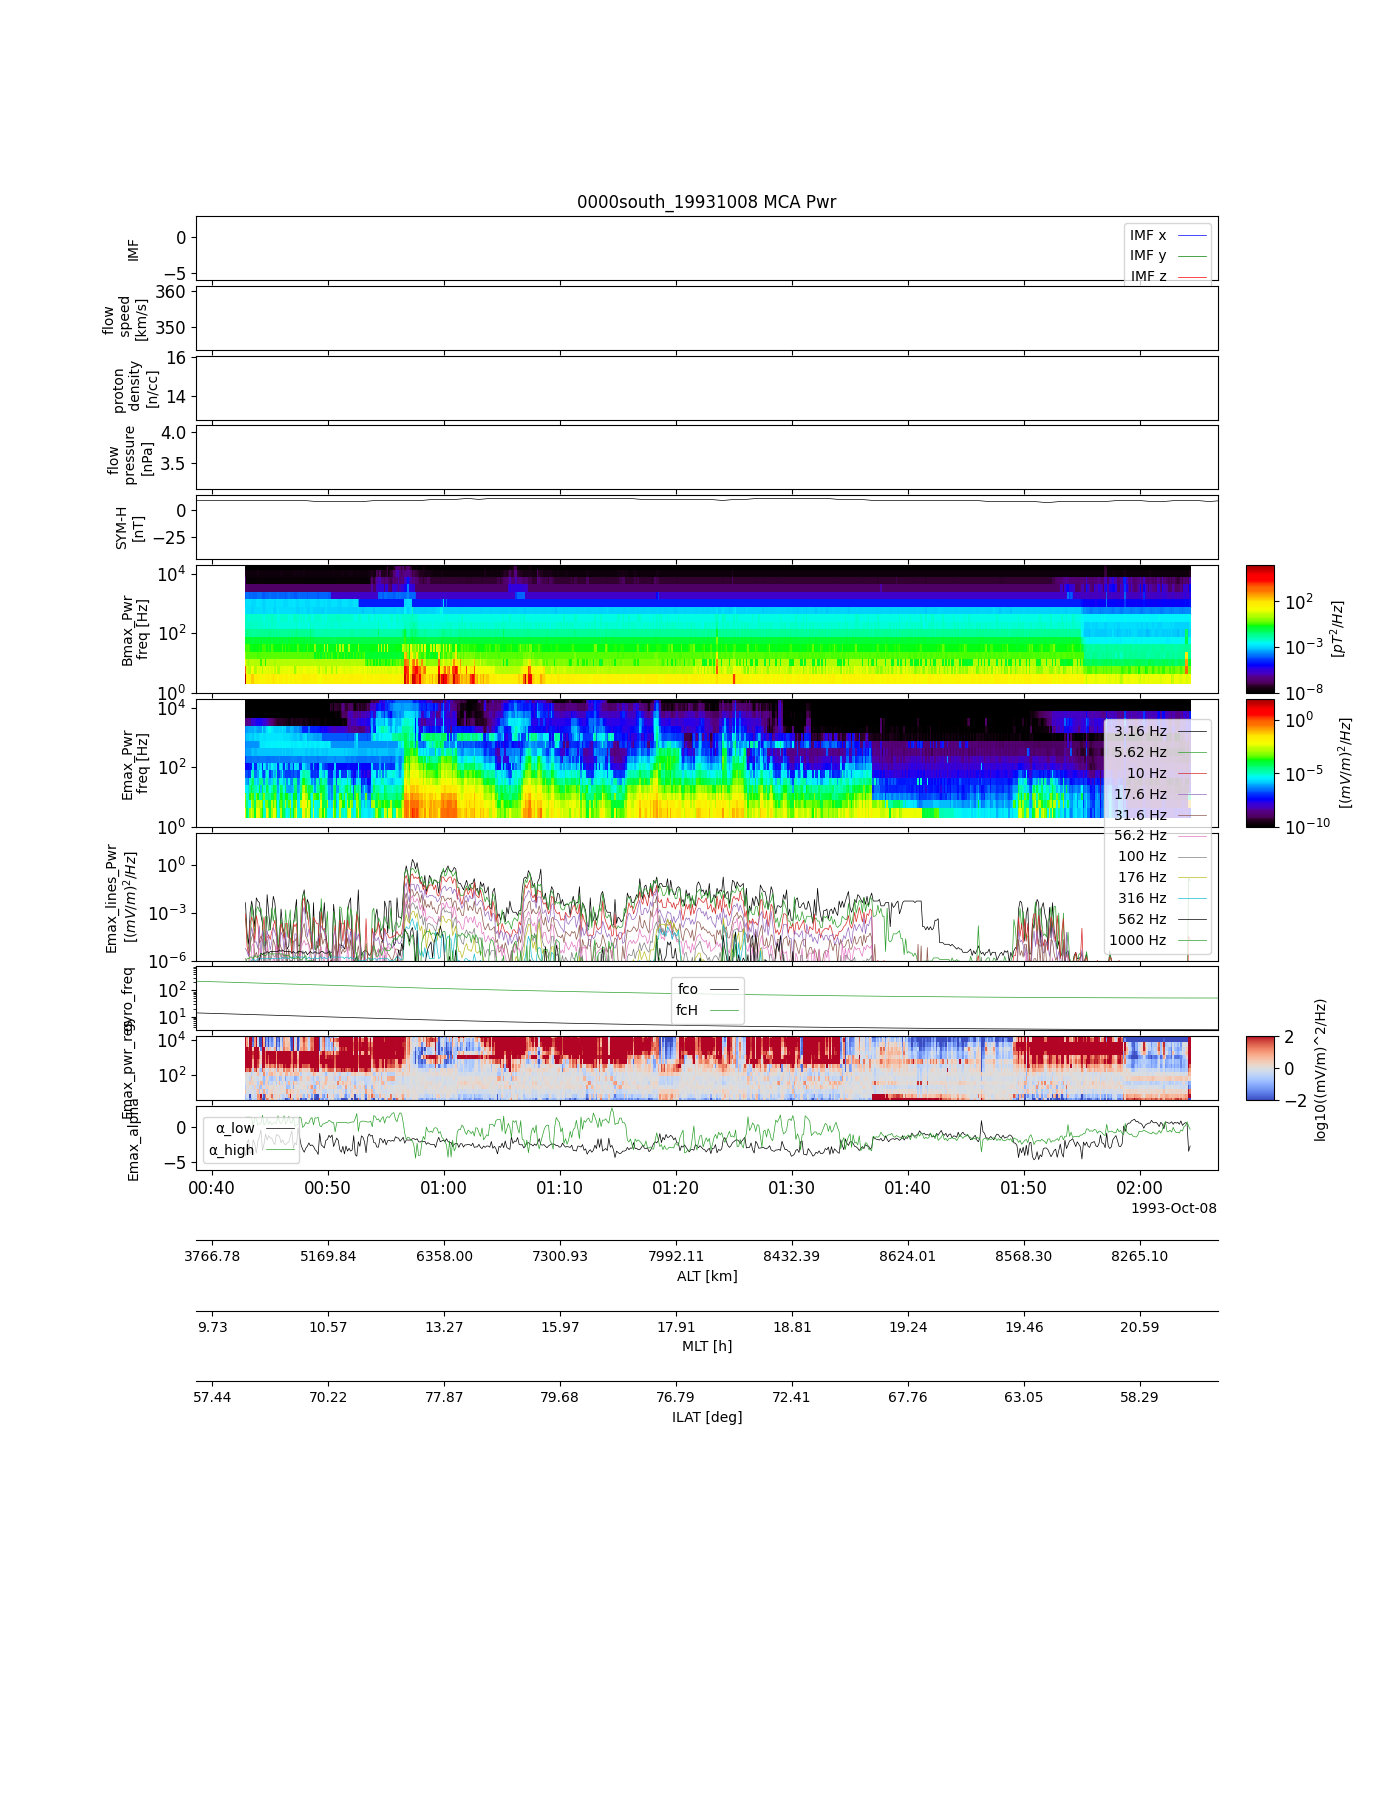 0000south_19931008 MCA Pwr
IMF
0
−5
IMF x
IMF y
IMF z
flow
speed
[km/s]
360
350
proton
density
[n/cc]
16
14
flow
pressure
[nPa]
4.0
3.5
SYM-H
[nT]
0
−25
Bmax_Pwr
freq [Hz]
10^4
10^2
10^0
10^2
10^−3
10^−8
[pT^2/Hz]
Emax_Pwr
freq [Hz]
10^4
10^2
10^0
10^0
10^−5
10^−10
[(mV/m)^2/Hz]
3.16 Hz
5.62 Hz
10 Hz
17.6 Hz
31.6 Hz
56.2 Hz
100 Hz
176 Hz
316 Hz
562 Hz
1000 Hz
Emax_lines_Pwr
[(mV/m)^2/Hz]
10^0
10^−3
10^−6
gyro_freq
10^2
10^1
fco
fcH
Emax_pwr_res
10^4
10^2
2
0
−2
log10((mV/m)^2/Hz)
Emax_alpha
0
−5
α_low
α_high
00:40 00:50 01:00 01:10 01:20 01:30 01:40 01:50 02:00
1993-Oct-08
3766.78 5169.84 6358.00 7300.93 7992.11 8432.39 8624.01 8568.30 8265.10
ALT [km]
9.73 10.57 13.27 15.97 17.91 18.81 19.24 19.46 20.59
MLT [h]
57.44 70.22 77.87 79.68 76.79 72.41 67.76 63.05 58.29
ILAT [deg]